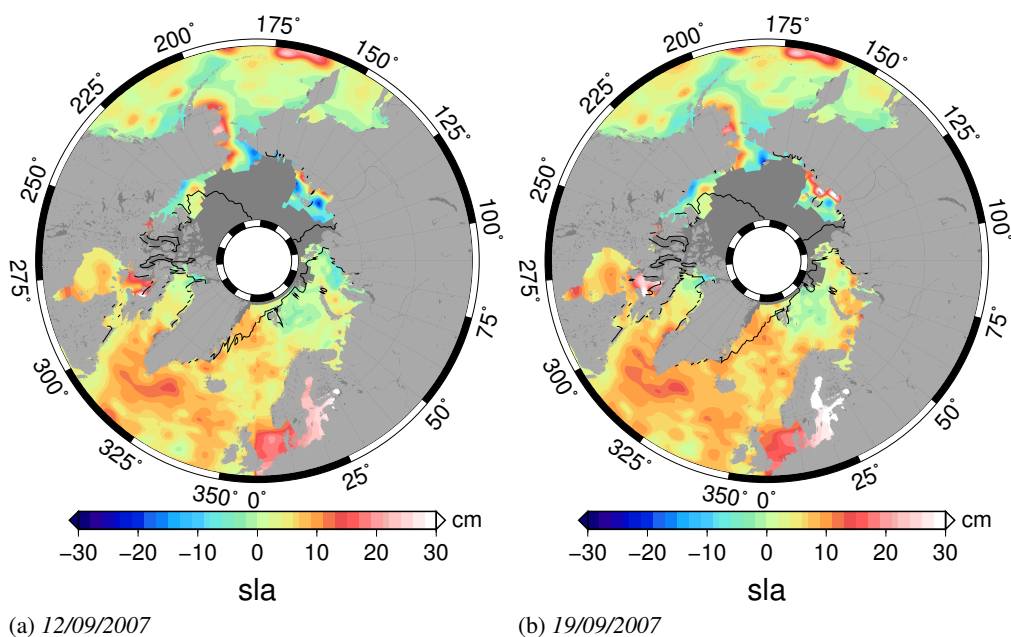 175° 175°
200° 150° 200° 150°
225° 125° 225° 125°
250° 100° 250° 100°
275° 75° 275° 75°
300° 50° 300° 50°
325° 25° 325° 25°
350° 0° 350° 0°
cm cm
−30 −20 −10 0 10 20 30 −30 −20 −10 0 10 20 30
sla sla
(a) 12/09/2007 (b) 19/09/2007